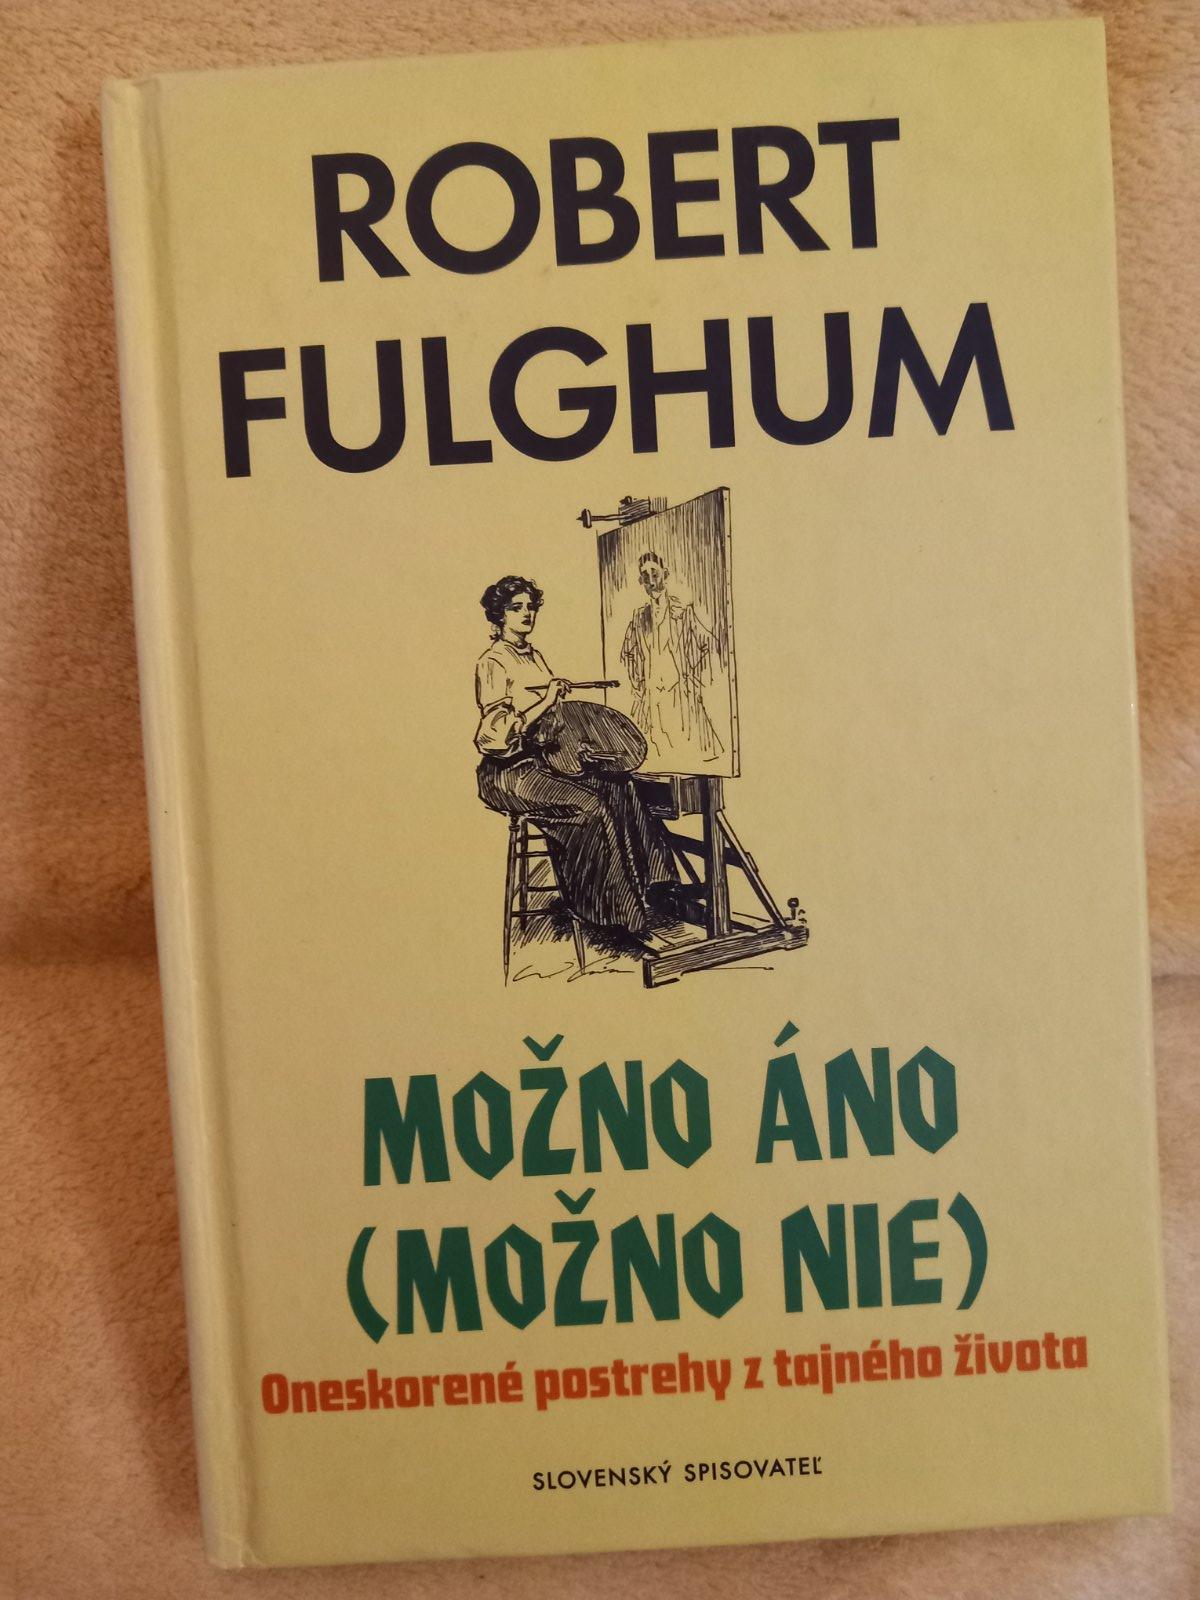 ROBERT
FULGHUM
MOŽNO ÁNO
(MOŽNO NIE)
Oneskorené postrehy z tajného života
SLOVENSKÝ SPISOVATEĽ